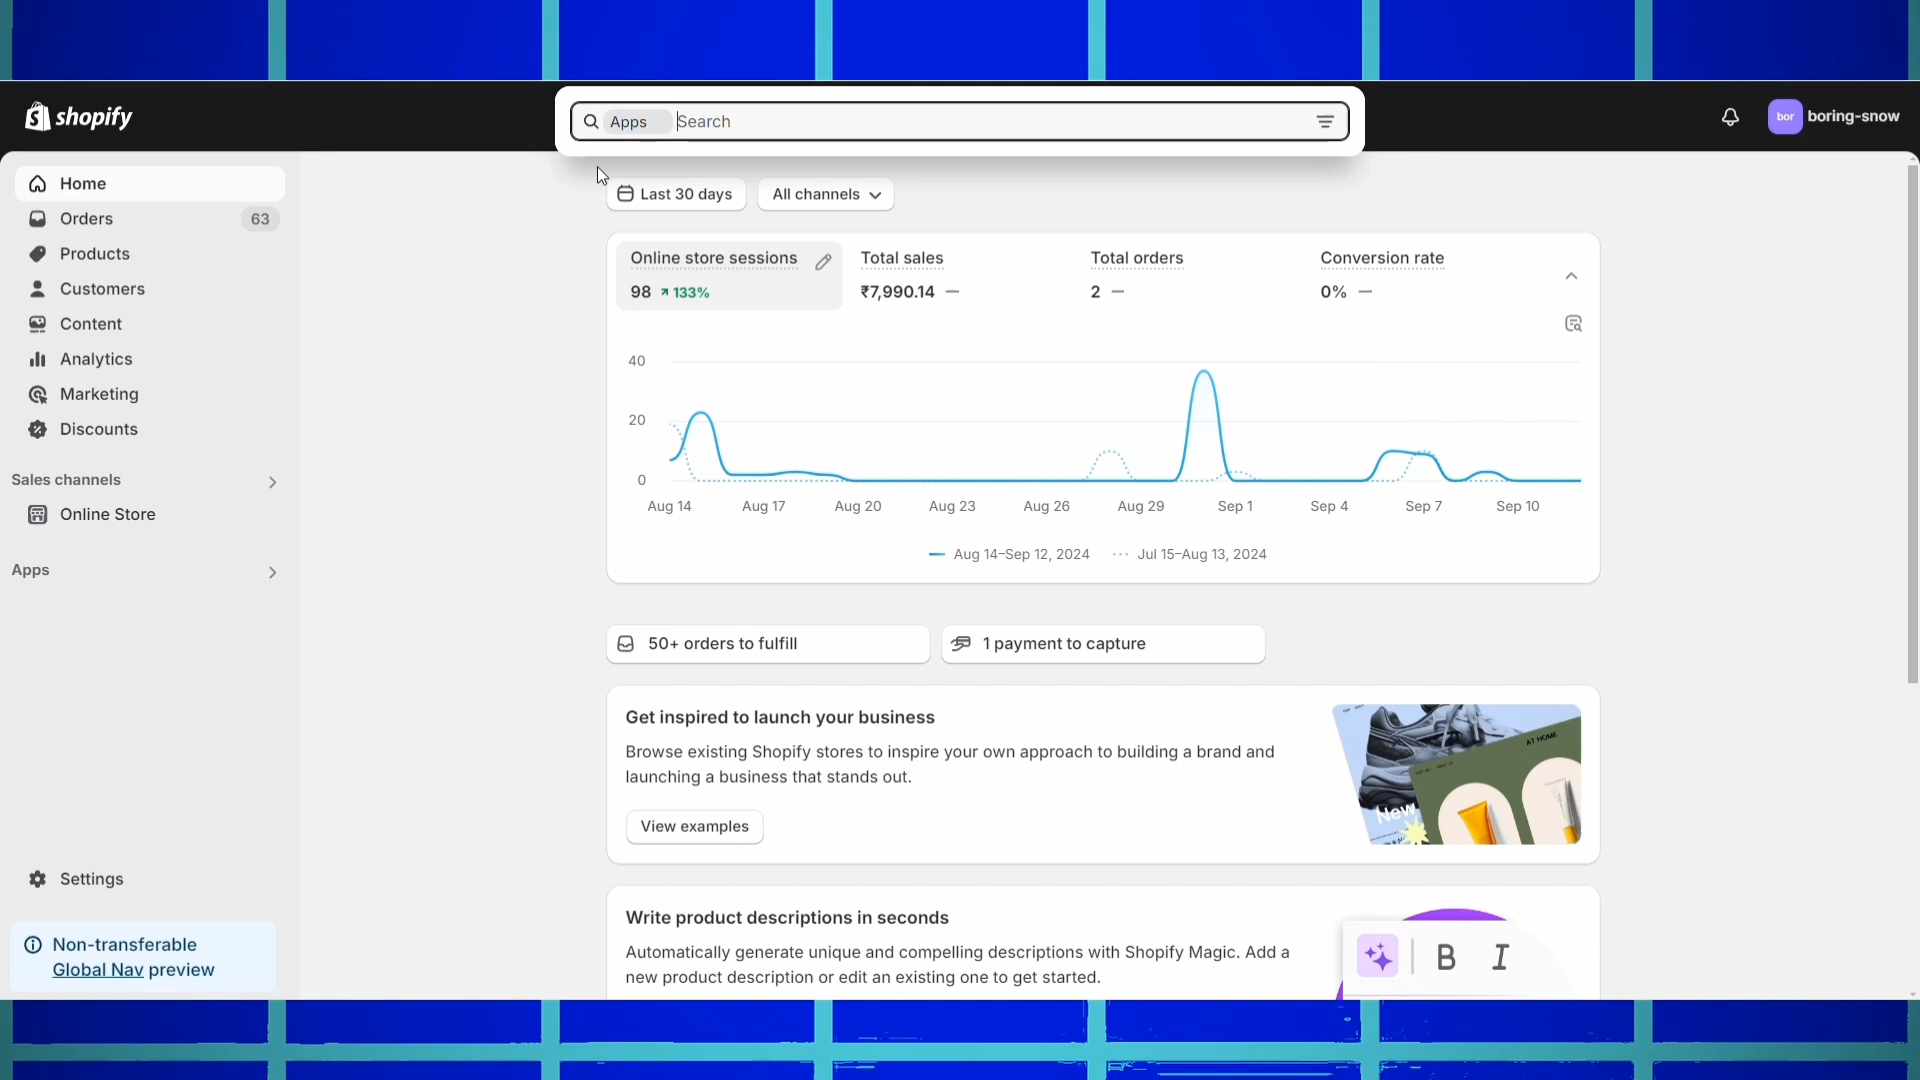 shopify
Apps Search
bor boring-snow
Home
Orders 63
Products
Customers
Content
Analytics
Marketing
Discounts
Sales channels
Online Store
Apps
Settings
Non-transferable
Global Nav preview
Last 30 days All channels
Online store sessions Total sales Total orders Conversion rate
98 133% ₹7,990.14 — 2 — 0% —
40
20
0
Aug 14 Aug 17 Aug 20 Aug 23 Aug 26 Aug 29 Sep 1 Sep 4 Sep 7 Sep 10
Aug 14–Sep 12, 2024 Jul 15–Aug 13, 2024
50+ orders to fulfill 1 payment to capture
Get inspired to launch your business
Browse existing Shopify stores to inspire your own approach to building a brand and
launching a business that stands out.
View examples
AT HOME
New
Write product descriptions in seconds
Automatically generate unique and compelling descriptions with Shopify Magic. Add a
new product description or edit an existing one to get started.
B I